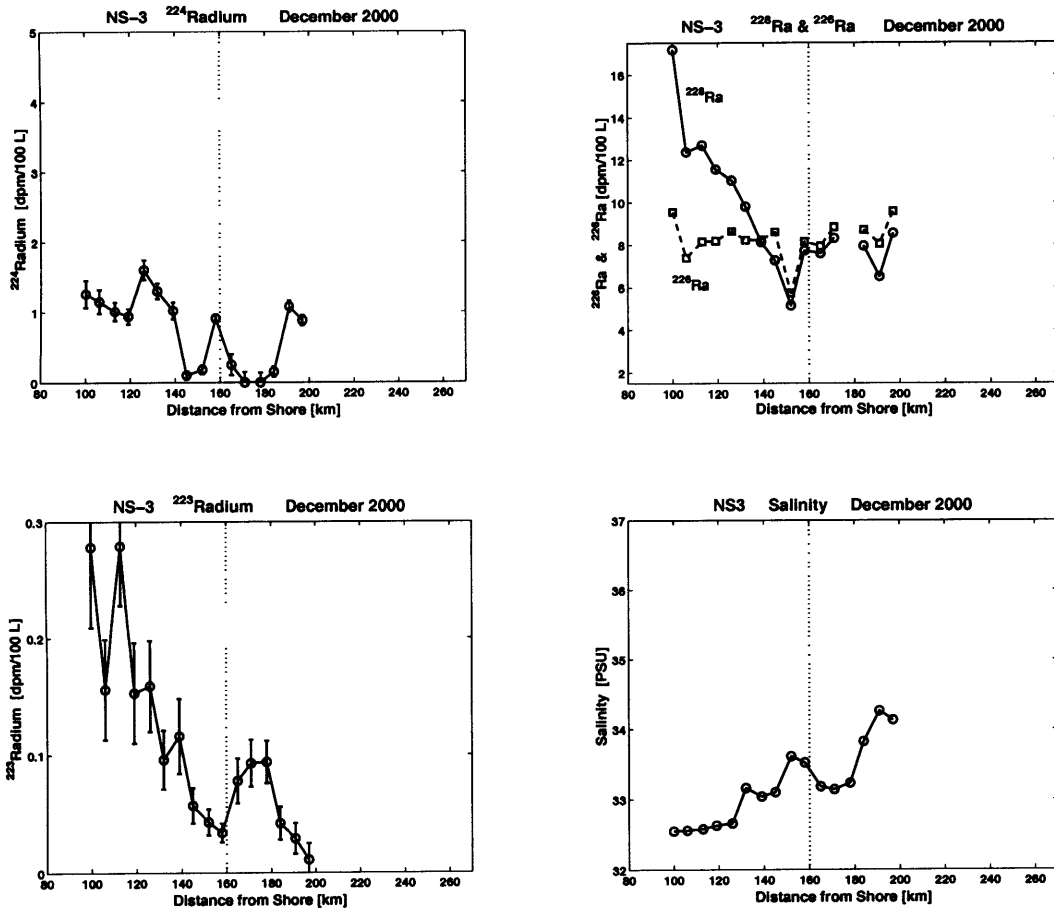 NS–3 ²²⁴Radium December 2000
5
4
3
2
1
0
²²⁴Radium [dpm/100 L]
80 100 120 140 160 180 200 220 240 260
Distance from Shore [km]
NS–3 ²²⁸Ra & ²²⁶Ra December 2000
16
14
12
10
8
6
4
2
²²⁸Ra & ²²⁶Ra [dpm/100 L]
²²⁸Ra
²²⁶Ra
80 100 120 140 160 180 200 220 240 260
Distance from Shore [km]
NS–3 ²²³Radium December 2000
0.3
0.2
0.1
0
²²³Radium [dpm/100 L]
80 100 120 140 160 180 200 220 240 260
Distance from Shore [km]
NS3 Salinity December 2000
37
36
35
34
33
32
Salinity [PSU]
80 100 120 140 160 180 200 220 240 260
Distance from Shore [km]